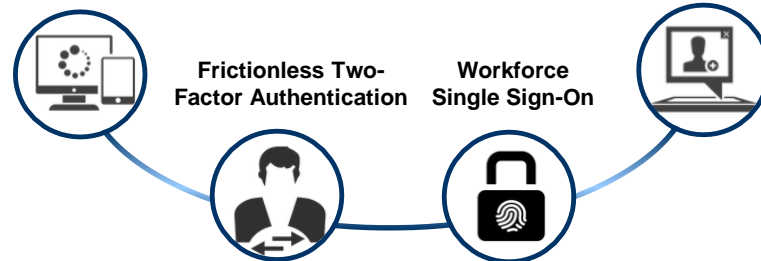 Frictionless Two-
Factor Authentication
Workforce
Single Sign-On